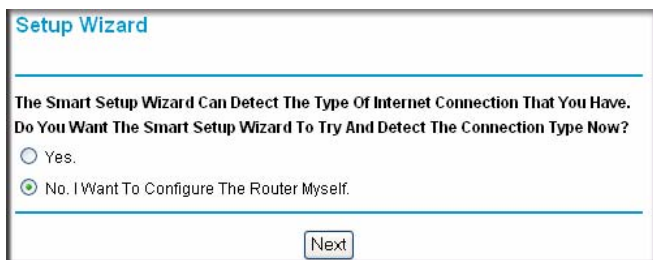 Setup Wizard
The Smart Setup Wizard Can Detect The Type Of Internet Connection That You Have.
Do You Want The Smart Setup Wizard To Try And Detect The Connection Type Now?
Yes.
No. I Want To Configure The Router Myself.
Next